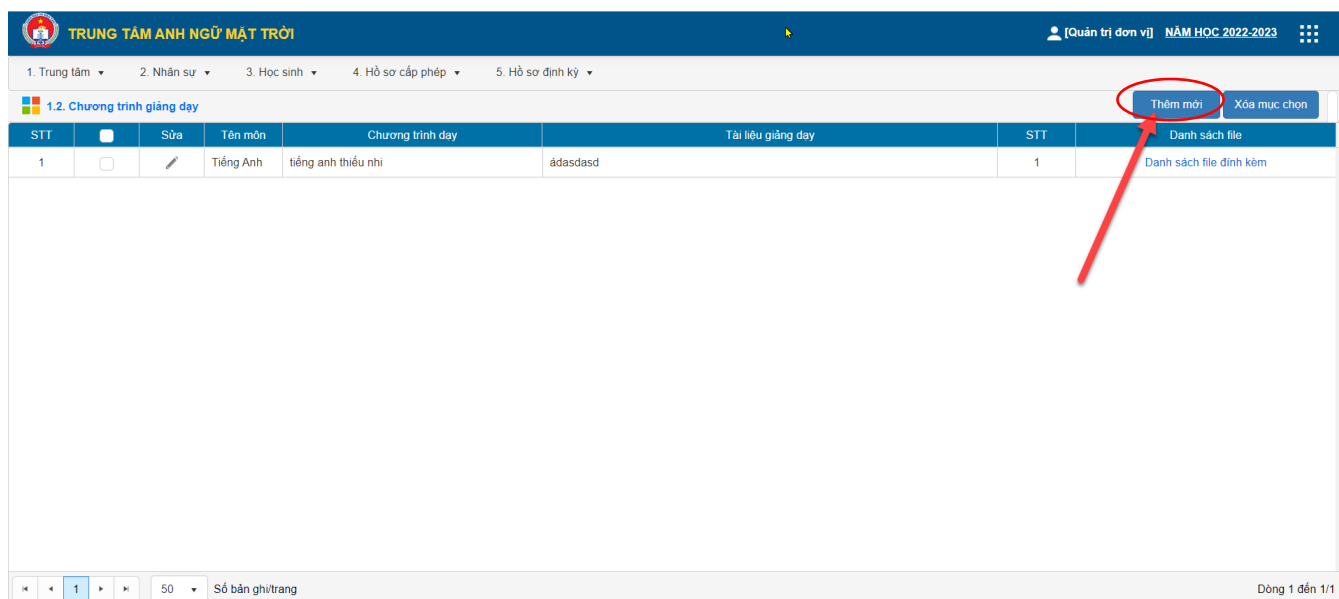 TRUNG TÂM ANH NGỮ MẶT TRỜI
[Quản trị đơn vị] NĂM HỌC 2022-2023
1. Trung tâm 2. Nhân sự 3. Học sinh 4. Hồ sơ cấp phép 5. Hồ sơ định kỳ
1.2. Chương trình giảng dạy Thêm mới Xóa mục chọn
STT Sửa Tên môn Chương trình dạy Tài liệu giảng dạy STT Danh sách file
1 Tiếng Anh tiếng anh thiếu nhi ádasdasd 1 Danh sách file đính kèm
1 50 Số bản ghi/trang Dòng 1 đến 1/1